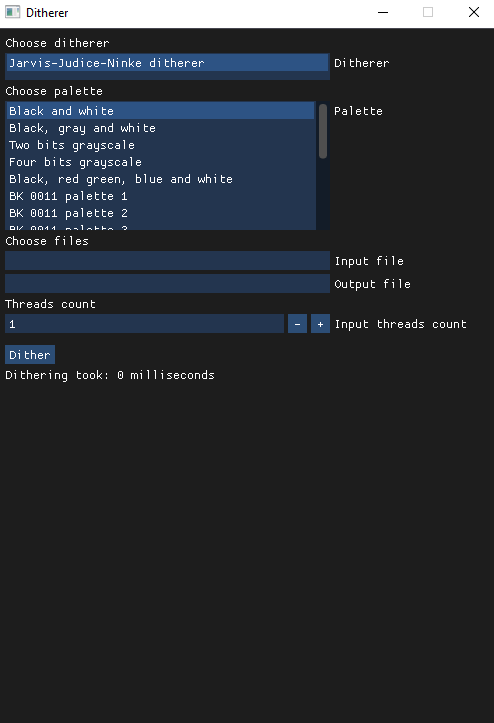 Ditherer
Choose ditherer
Jarvis-Judice-Ninke ditherer Ditherer
Choose palette
Black and white Palette
Black, gray and white
Two bits grayscale
Four bits grayscale
Black, red green, blue and white
BK 0011 palette 1
BK 0011 palette 2
BK 0011 palette 3
Choose files
Input file
Output file
Threads count
1 - + Input threads count
Dither
Dithering took: 0 milliseconds